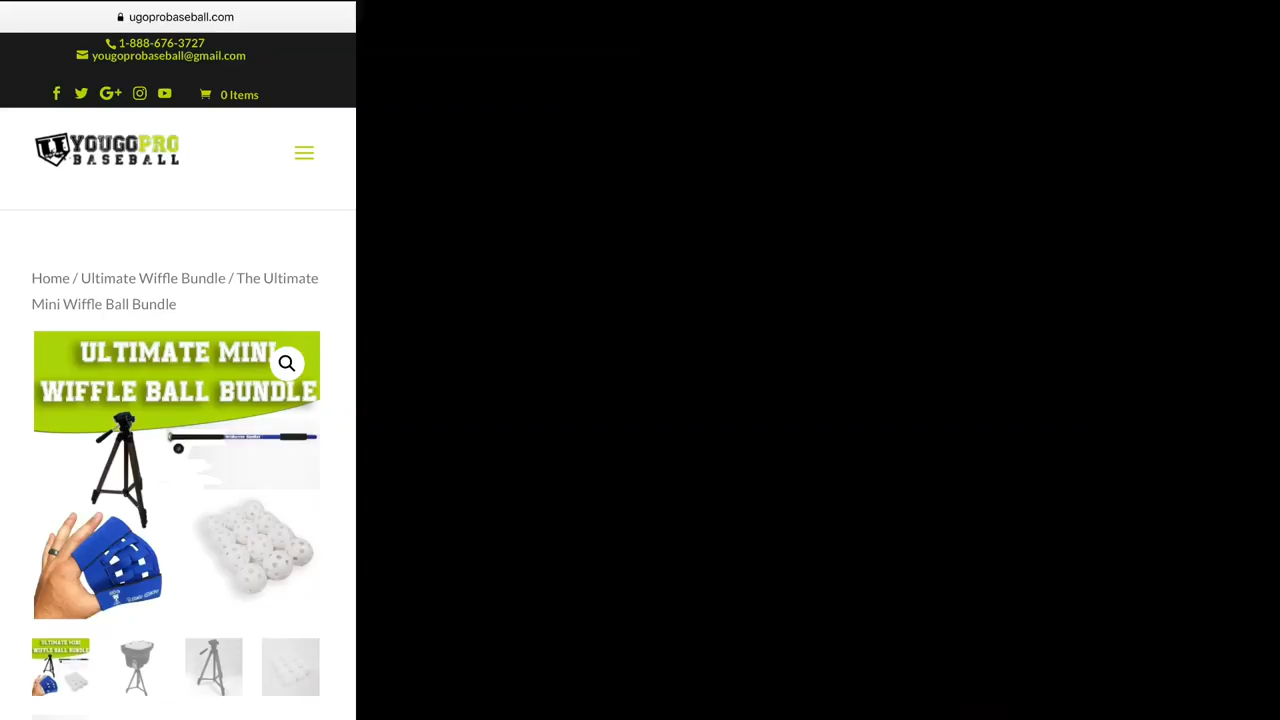 ugoprobaseball.com
1-888-676-3727
yougoprobaseball@gmail.com
0 Items
YOUGOPRO
BASEBALL
Home / Ultimate Wiffle Bundle / The Ultimate
Mini Wiffle Ball Bundle
ULTIMATE MINI
WIFFLE BALL BUNDLE
ULTIMATE MINI
WIFFLE BALL BUNDLE